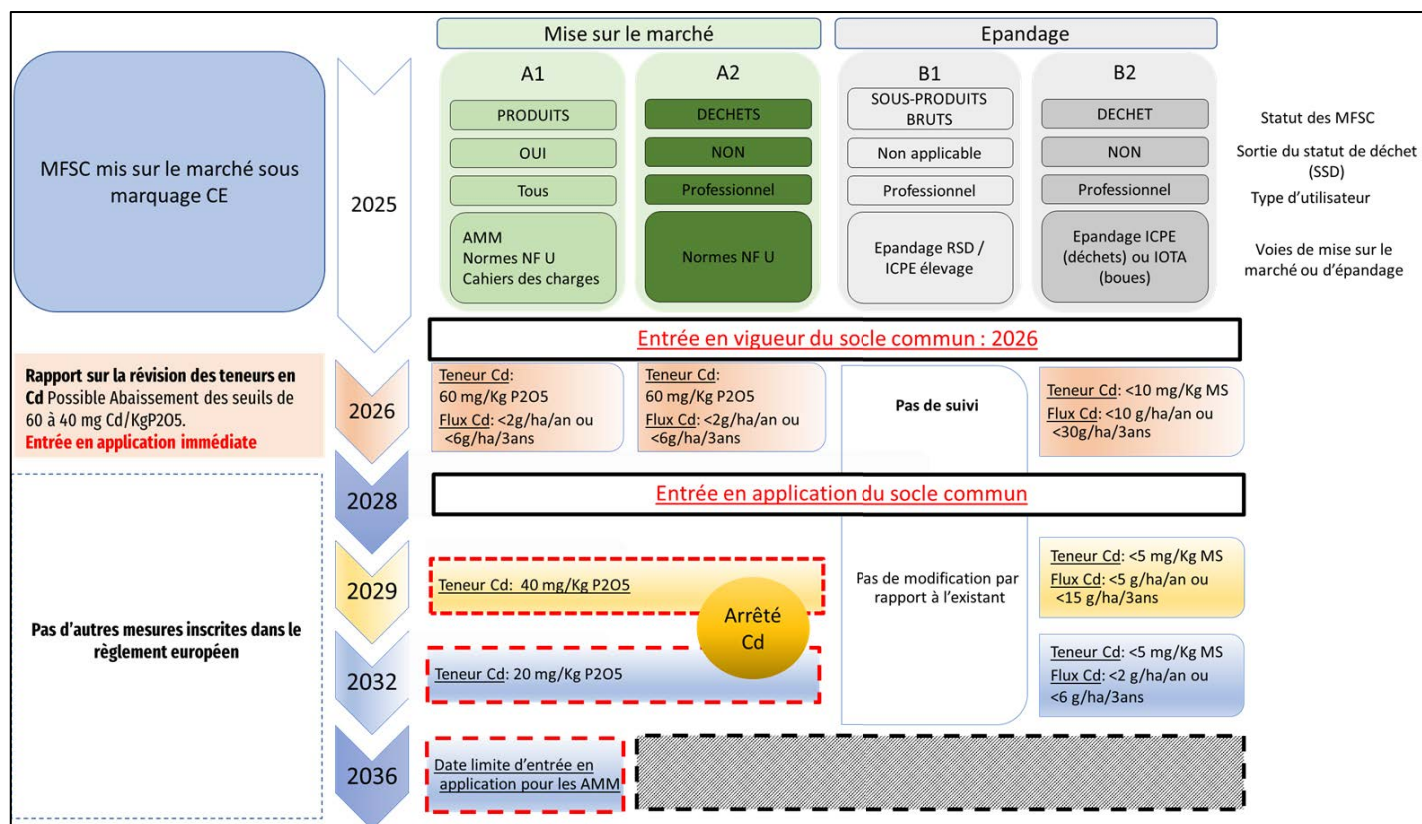 Mise sur le marché
Epandage
MFSC mis sur le marché sous
marquage CE
2025
A1
PRODUITS
OUI
Tous
AMM
Normes NF U
Cahiers des charges
A2
DECHETS
NON
Professionnel
Normes NF U
B1
SOUS-PRODUITS
BRUTS
Non applicable
Professionnel
Epandage RSD /
ICPE élevage
B2
DECHET
NON
Professionnel
Epandage ICPE
(déchets) ou IOTA
(boues)
Statut des MFSC
Sortie du statut de déchet
(SSD)
Type d’utilisateur
Voies de mise sur le
marché ou d’épandage
Entrée en vigueur du socle commun : 2026
Rapport sur la révision des teneurs en
Cd Possible Abaissement des seuils de
60 à 40 mg Cd/KgP2O5.
Entrée en application immédiate
2026
Teneur Cd:
60 mg/Kg P2O5
Flux Cd: <2g/ha/an ou
<6g/ha/3ans
Teneur Cd:
60 mg/Kg P2O5
Flux Cd: <2g/ha/an ou
<6g/ha/3ans
Pas de suivi
Teneur Cd: <10 mg/Kg MS
Flux Cd: <10 g/ha/an ou
<30g/ha/3ans
2028
Entrée en application du socle commun
Pas d’autres mesures inscrites dans le
règlement européen
2029
Teneur Cd: 40 mg/Kg P2O5
Arrêté
Cd
Pas de modification par
rapport à l’existant
Teneur Cd: <5 mg/Kg MS
Flux Cd: <5 g/ha/an ou
<15 g/ha/3ans
2032
Teneur Cd: 20 mg/Kg P2O5
Teneur Cd: <5 mg/Kg MS
Flux Cd: <2 g/ha/an ou
<6 g/ha/3ans
2036
Date limite d’entrée en
application pour les AMM